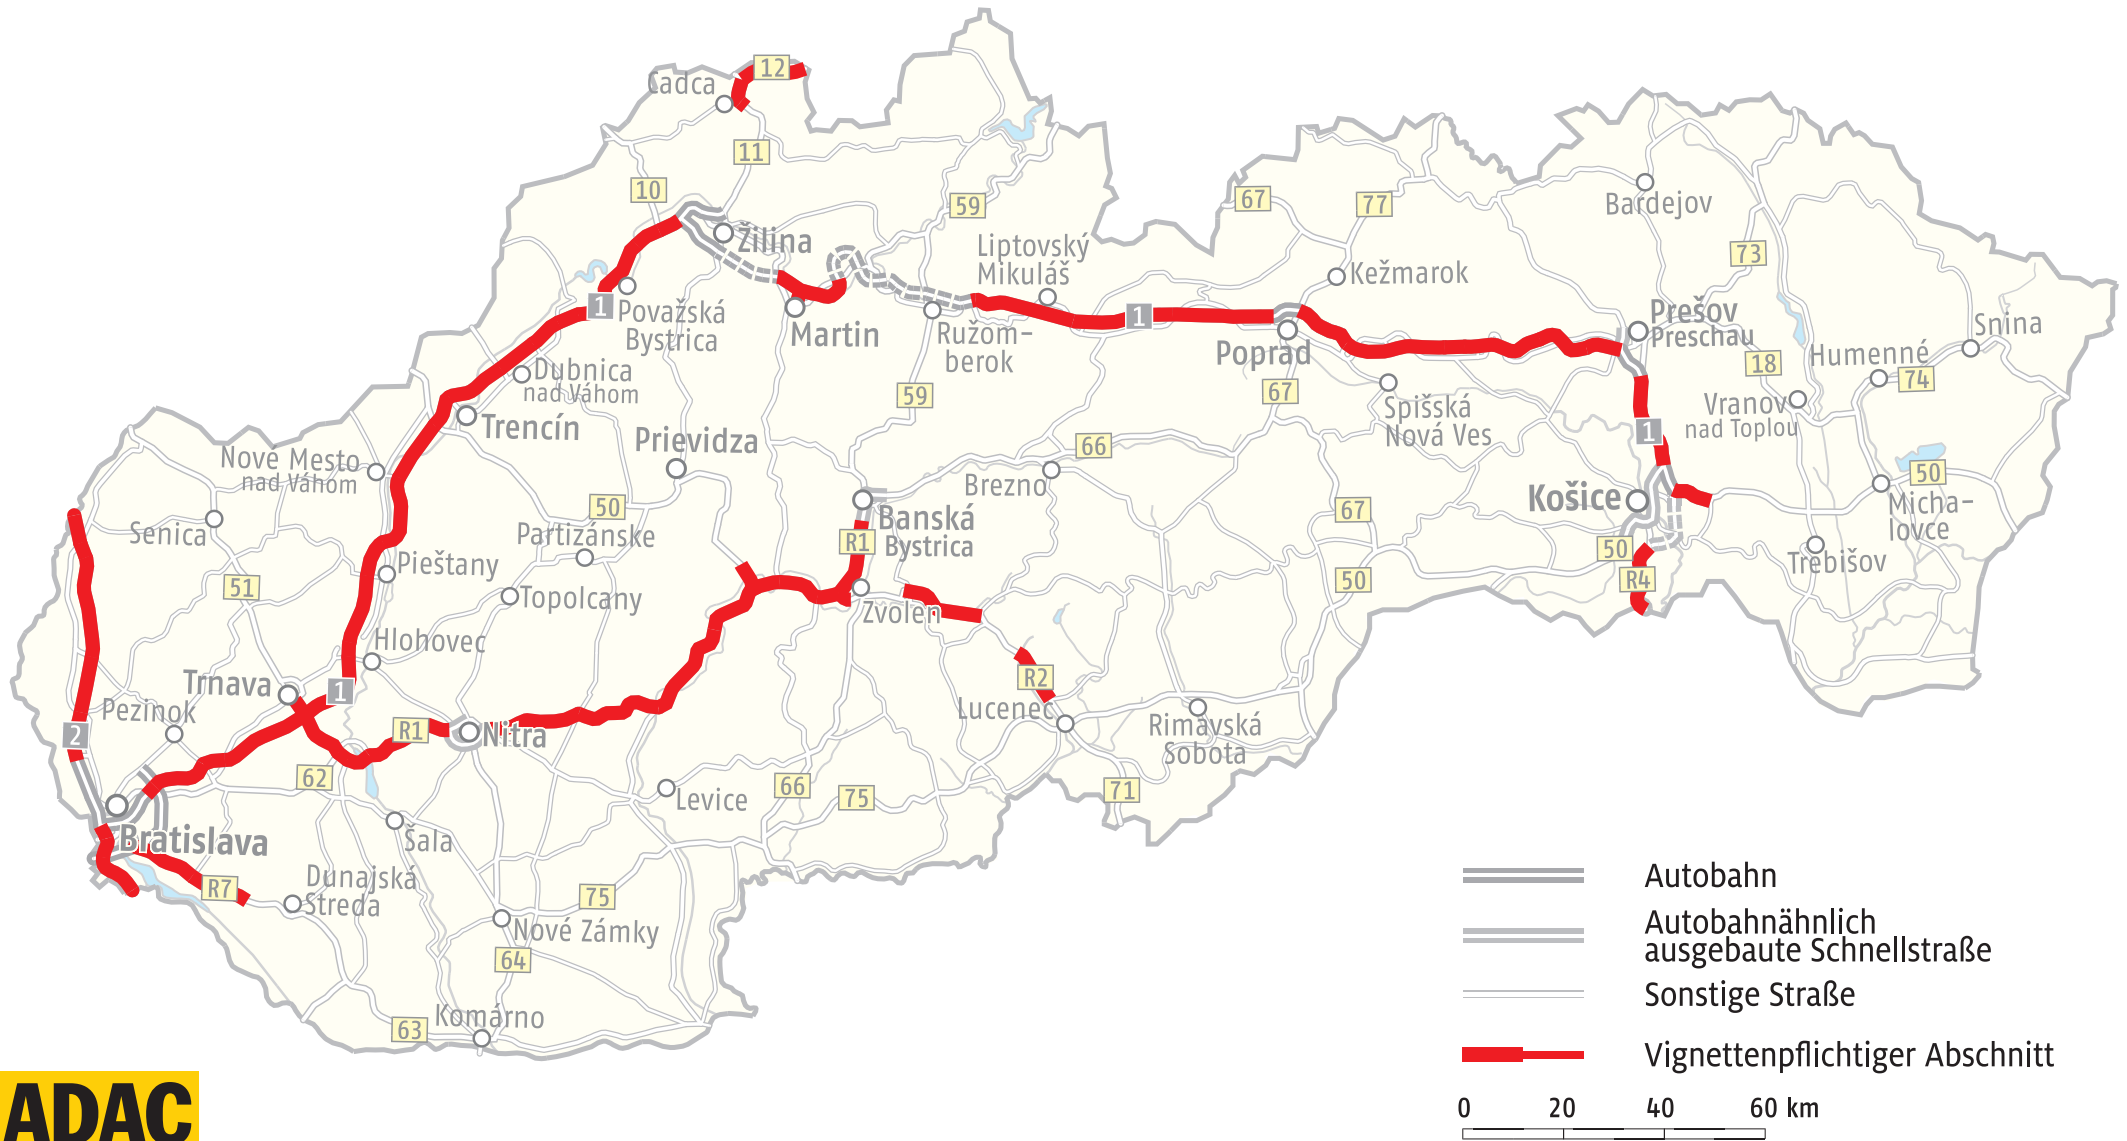 12
Cadca
11
10
59
67
77
Bardejov
73
Žilina
Liptovský
Mikuláš
Kežmarok
1
Považská
Bystrica
Martin
Ružom-
berok
1
Poprad
Prešov
Preschau
Snina
Humenné
18
74
Dubnica
nad Váhom
59
67
Spišská
Nová Ves
Vranov
nad Toplou
Trencín
Prievidza
66
1
Nové Mesto
nad Váhom
Brezno
50
Senica
50
Partizánske
Banská
Bystrica
R1
67
Košice
Micha-
lovce
50
Trebišov
51
Pieštany
Topolcany
Zvolen
50
R4
Hlohovec
Trnava
1
R2
Pezinok
Lucenec
Rimavská
Sobota
2
R1
Nitra
62
Levice
66
75
71
Bratislava
Šala
R7
Dunajská
Streda
75
Nové Zámky
64
63
Komárno
Autobahn
Autobahnähnlich
ausgebaute Schnellstraße
Sonstige Straße
Vignettenpflichtiger Abschnitt
0 20 40 60 km
ADAC